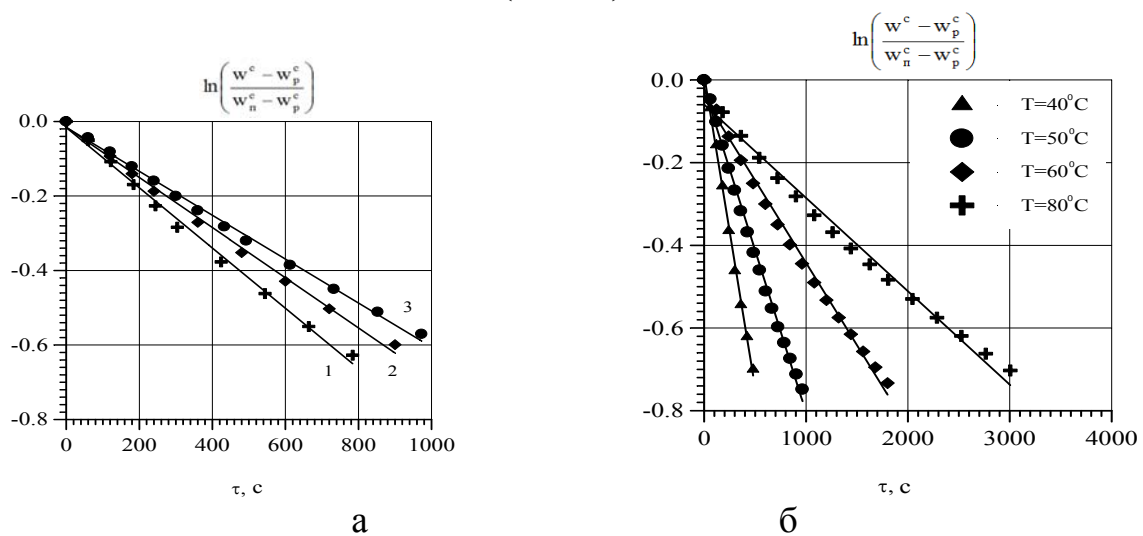 ln( (w^c − w_p^c) / (w_п^c − w_p^c) )
0.0
-0.2
-0.4
-0.6
-0.8
0 200 400 600 800 1000
1
2
3
τ, c
а
ln( (w^c − w_p^c) / (w_п^c − w_p^c) )
0.0
-0.2
-0.4
-0.6
-0.8
0 1000 2000 3000 4000
T=40°C
T=50°C
T=60°C
T=80°C
τ, c
б